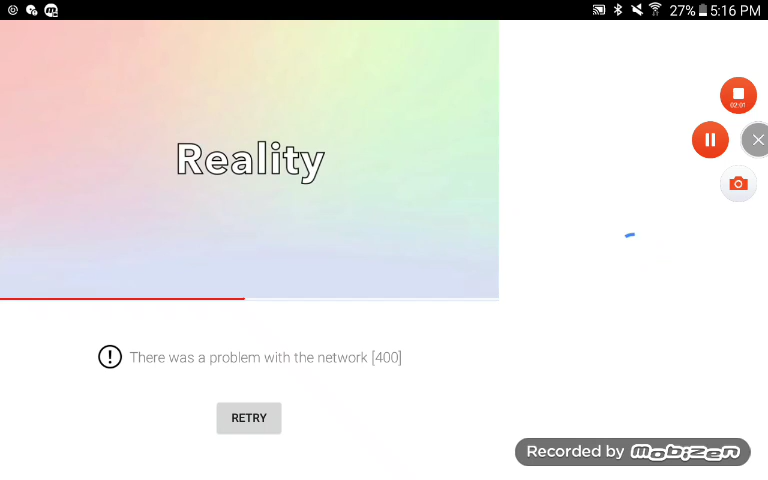 27% 5:16 PM
Reality
02:01
There was a problem with the network [400]
RETRY
Recorded by mobizen